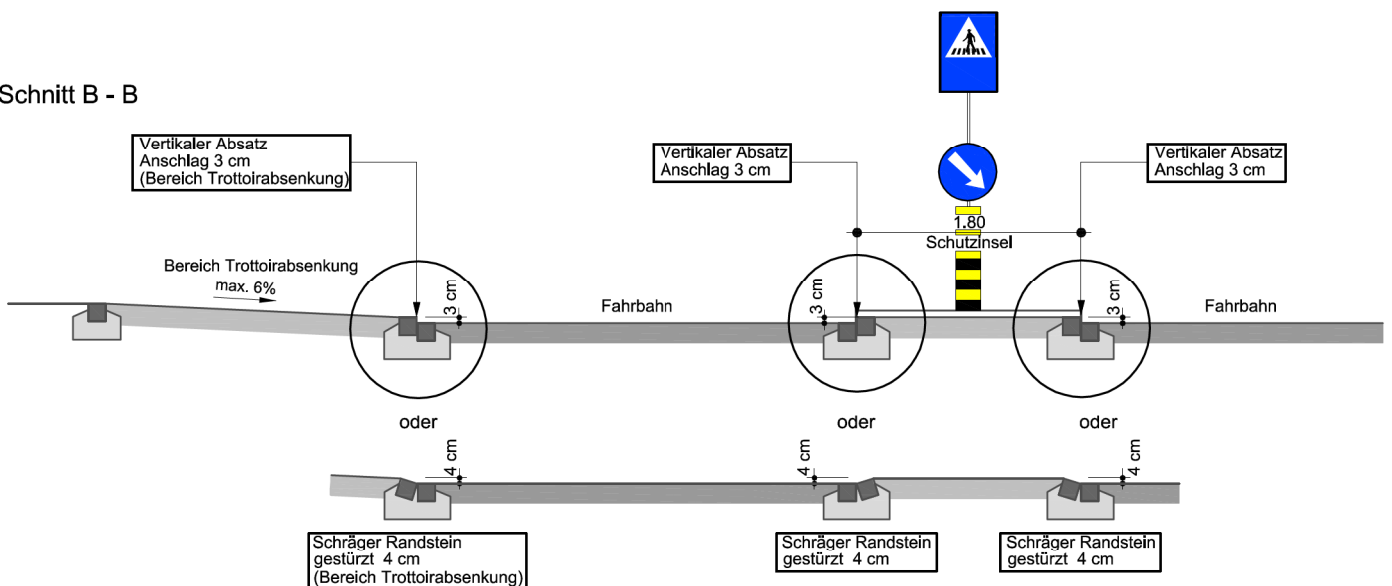 Schnitt B - B
Vertikaler Absatz
Anschlag 3 cm
(Bereich Trottoirabsenkung)
Vertikaler Absatz
Anschlag 3 cm
Vertikaler Absatz
Anschlag 3 cm
1.80
Schutzinsel
Bereich Trottoirabsenkung
max. 6%
3 cm
Fahrbahn
3 cm
3 cm
Fahrbahn
oder
oder
oder
4 cm
4 cm
4 cm
Schräger Randstein
gestürzt 4 cm
(Bereich Trottoirabsenkung)
Schräger Randstein
gestürzt 4 cm
Schräger Randstein
gestürzt 4 cm